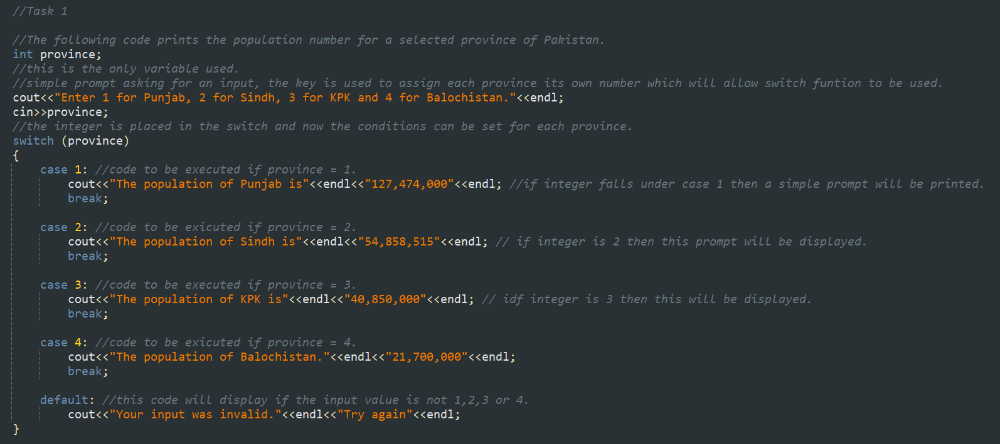 //Task 1
//The following code prints the population number for a selected province of Pakistan.
int province;
//this is the only variable used.
//simple prompt asking for an input, the key is used to assign each province its own number which will allow switch funtion to be used.
cout<<"Enter 1 for Punjab, 2 for Sindh, 3 for KPK and 4 for Balochistan."<<endl;
cin>>province;
//the integer is placed in the switch and now the conditions can be set for each province.
switch (province)
{
case 1: //code to be executed if province = 1.
cout<<"The population of Punjab is"<<endl<<"127,474,000"<<endl; //if integer falls under case 1 then a simple prompt will be printed.
break;
case 2: //code to be exicuted if province = 2.
cout<<"The population of Sindh is"<<endl<<"54,858,515"<<endl; // if integer is 2 then this prompt will be displayed.
break;
case 3: //code to be executed if province = 3.
cout<<"The population of KPK is"<<endl<<"40,850,000"<<endl; // idf integer is 3 then this will be displayed.
break;
case 4: //code to be exicuted if province = 4.
cout<<"The population of Balochistan."<<endl<<"21,700,000"<<endl;
break;
default: //this code will display if the input value is not 1,2,3 or 4.
cout<<"Your input was invalid."<<endl<<"Try again"<<endl;
}